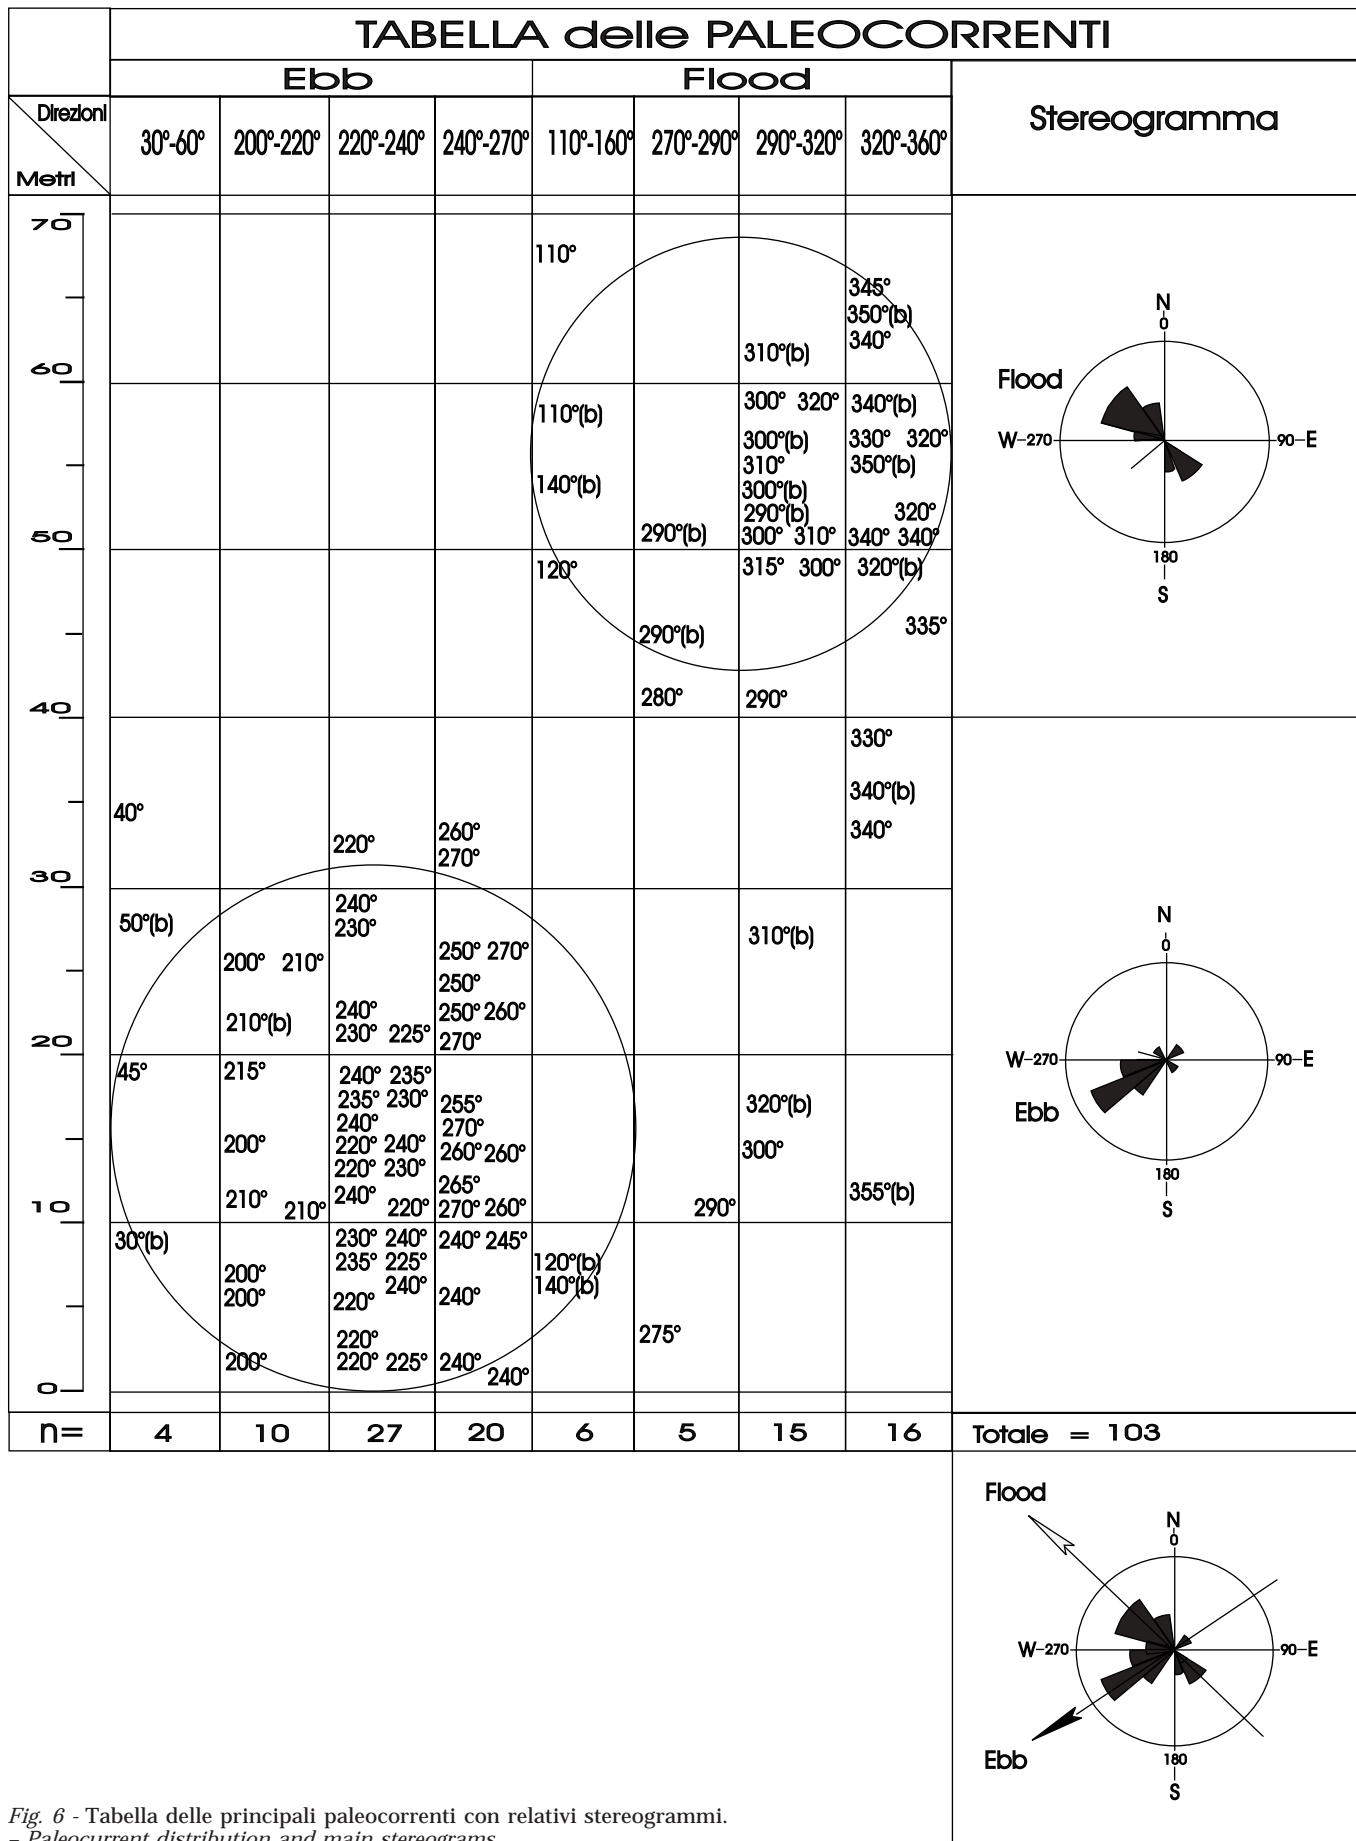 TABELLA delle PALEOCORRENTI
Ebb Flood
Direzioni
Metri
30°-60° 200°-220° 220°-240° 240°-270° 110°-160° 270°-290° 290°-320° 320°-360°
Stereogramma
70
110°
345°
350°(b)
340°
310°(b)
60
300° 320° 340°(b)
110°(b)
300°(b) 330° 320°
310° 350°(b)
140°(b) 300°(b)
290°(b) 320°
290°(b) 300° 310° 340° 340°
50
120° 315° 300° 320°(b)
335°
290°(b)
280° 290°
40
330°
340°(b)
40° 260° 340°
220° 270°
30
240°
50°(b) 230° 310°(b)
200° 210° 250° 270°
250°
240° 250° 260°
210°(b) 230° 225° 270°
20
45° 215° 240° 235°
235° 230° 255° 320°(b)
240° 270°
200° 220° 240° 260° 260° 300°
220° 230°
210° 240° 265° 355°(b)
210° 220° 270° 260° 290°
10
30°(b) 230° 240° 240° 245°
200° 235° 225° 120°(b)
240° 140°(b)
200° 220° 240°
220° 275°
200° 220° 225° 240°
240°
0
n= 4 10 27 20 6 5 15 16 Totale = 103
N
0
Flood
W-270 90-E
180
S
N
0
W-270 90-E
Ebb
180
S
Flood
N
0
W-270 90-E
Ebb
180
S
Fig. 6 - Tabella delle principali paleocorrenti con relativi stereogrammi.
– Paleocurrent distribution and main stereograms